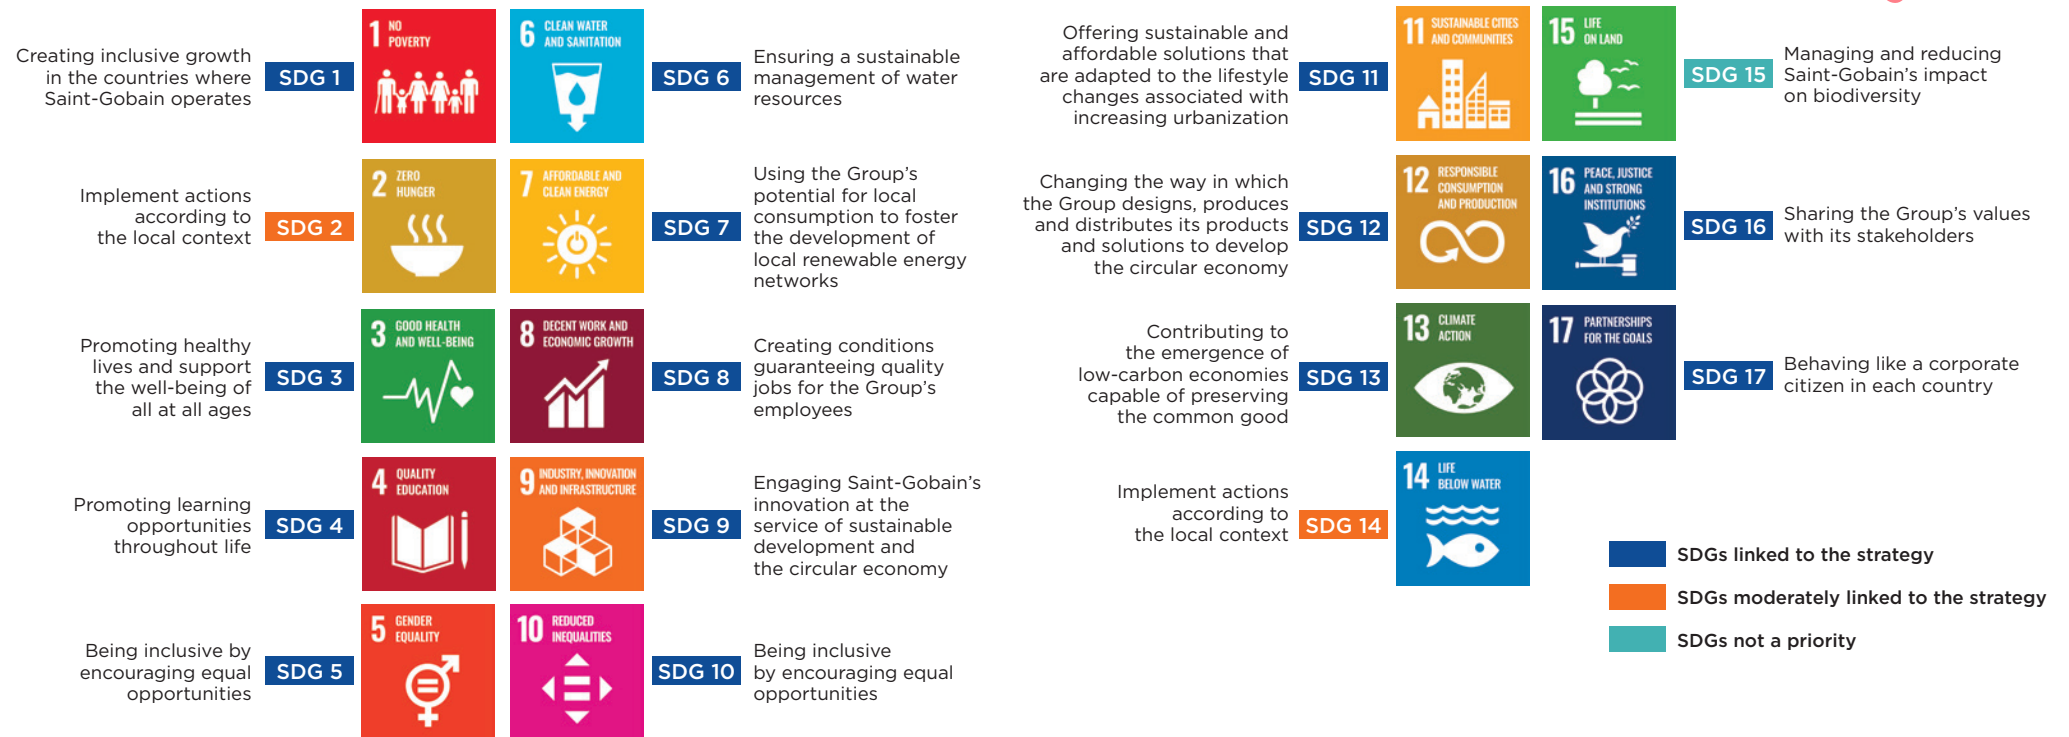 Creating inclusive growth
in the countries where
Saint-Gobain operates
SDG 1
1 NO
POVERTY
6 CLEAN WATER
AND SANITATION
SDG 6
Ensuring a sustainable
management of water
resources
Implement actions
according to
the local context
SDG 2
2 ZERO
HUNGER
7 AFFORDABLE AND
CLEAN ENERGY
SDG 7
Using the Group's
potential for local
consumption to foster
the development of
local renewable energy
networks
Promoting healthy
lives and support
the well-being of
all at all ages
SDG 3
3 GOOD HEALTH
AND WELL-BEING
8 DECENT WORK AND
ECONOMIC GROWTH
SDG 8
Creating conditions
guaranteeing quality
jobs for the Group's
employees
Promoting learning
opportunities
throughout life
SDG 4
4 QUALITY
EDUCATION
9 INDUSTRY, INNOVATION
AND INFRASTRUCTURE
SDG 9
Engaging Saint-Gobain's
innovation at the
service of sustainable
development and
the circular economy
Being inclusive by
encouraging equal
opportunities
SDG 5
5 GENDER
EQUALITY
10 REDUCED
INEQUALITIES
SDG 10
Being inclusive
by encouraging equal
opportunities
Offering sustainable and
affordable solutions that
are adapted to the lifestyle
changes associated with
increasing urbanization
SDG 11
11 SUSTAINABLE CITIES
AND COMMUNITIES
15 LIFE
ON LAND
SDG 15
Managing and reducing
Saint-Gobain's impact
on biodiversity
Changing the way in which
the Group designs, produces
and distributes its products
and solutions to develop
the circular economy
SDG 12
12 RESPONSIBLE
CONSUMPTION
AND PRODUCTION
16 PEACE, JUSTICE
AND STRONG
INSTITUTIONS
SDG 16
Sharing the Group's values
with its stakeholders
Contributing to
the emergence of
low-carbon economies
capable of preserving
the common good
SDG 13
13 CLIMATE
ACTION
17 PARTNERSHIPS
FOR THE GOALS
SDG 17
Behaving like a corporate
citizen in each country
Implement actions
according to
the local context
SDG 14
14 LIFE
BELOW WATER
SDGs linked to the strategy
SDGs moderately linked to the strategy
SDGs not a priority